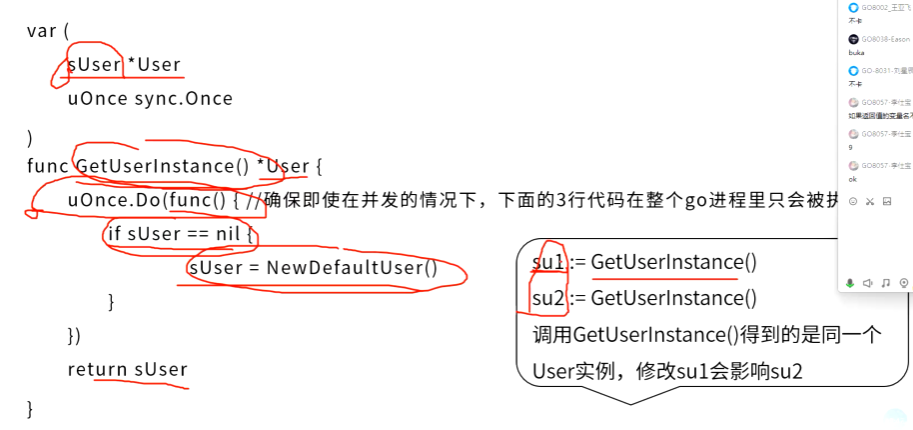 var (
sUser *User
uOnce sync.Once
)
func GetUserInstance() *User {
uOnce.Do(func() { //确保即使在并发的情况下，下面的3行代码在整个go进程里只会被执
if sUser == nil {
sUser = NewDefaultUser()
}
})
return sUser
}
su1 := GetUserInstance()
su2 := GetUserInstance()
调用GetUserInstance()得到的是同一个
User实例，修改su1会影响su2
GO8002_王亚飞
不卡
GO8038-Eason
buka
GO-8031-刘星
不卡
GO8057-李仕宝
如果返回值的变量名不
GO8057-李仕宝
9
GO8057-李仕宝
ok